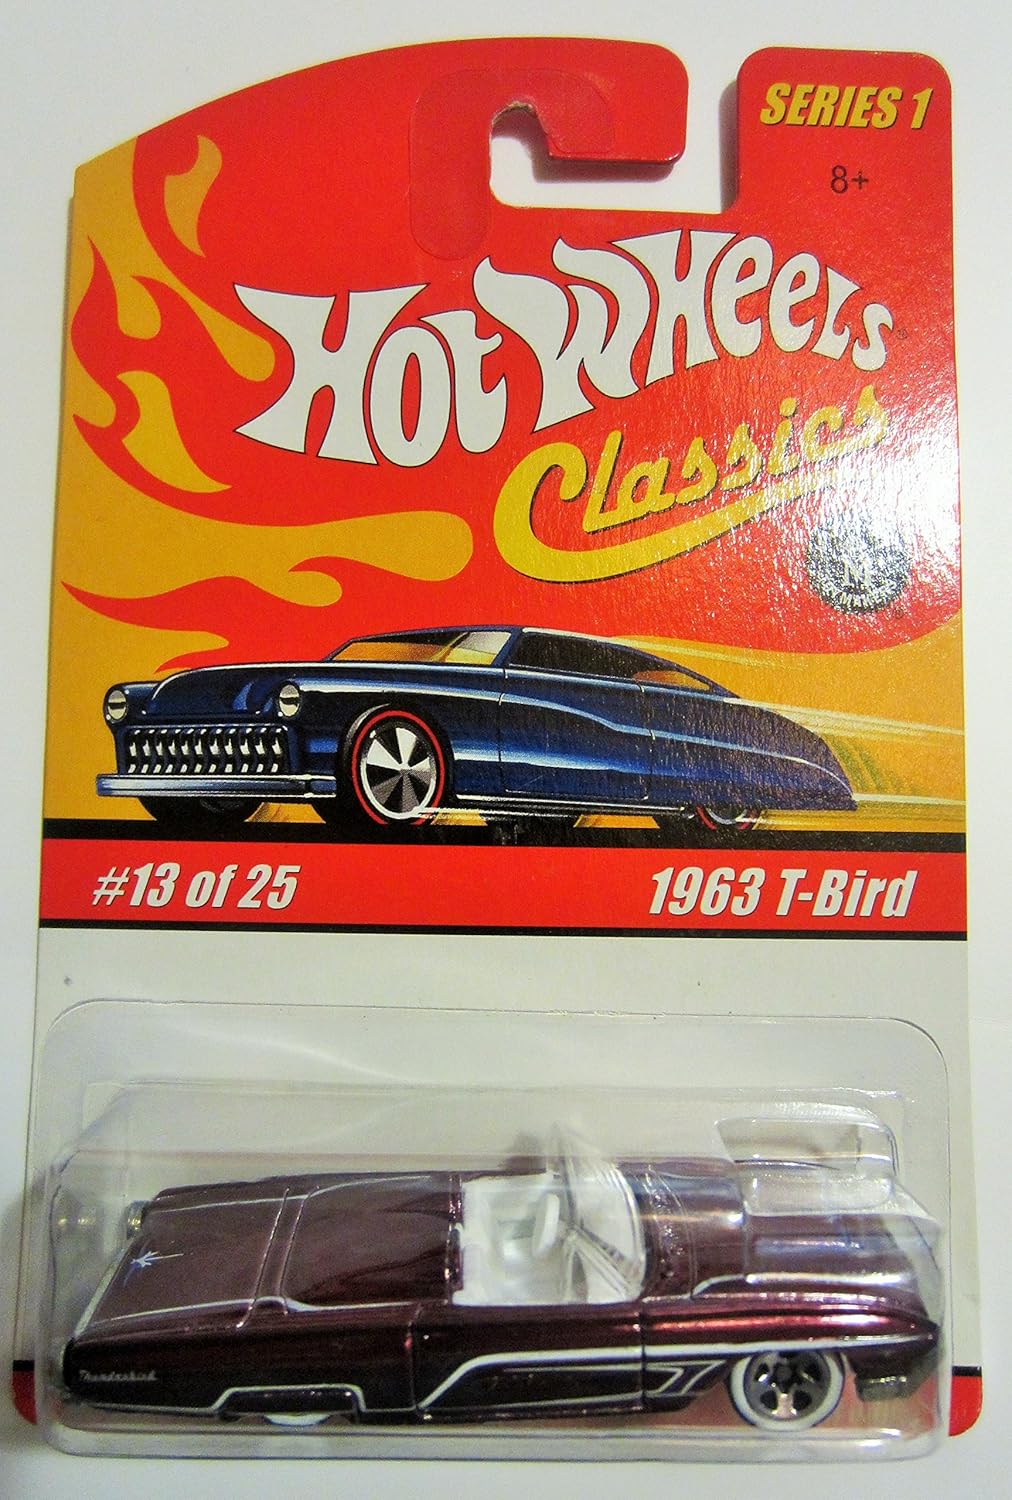 SERIES 1
8+
Hot Wheels®
Classics
M
#13 of 25
1963 T-Bird
Thunderbird